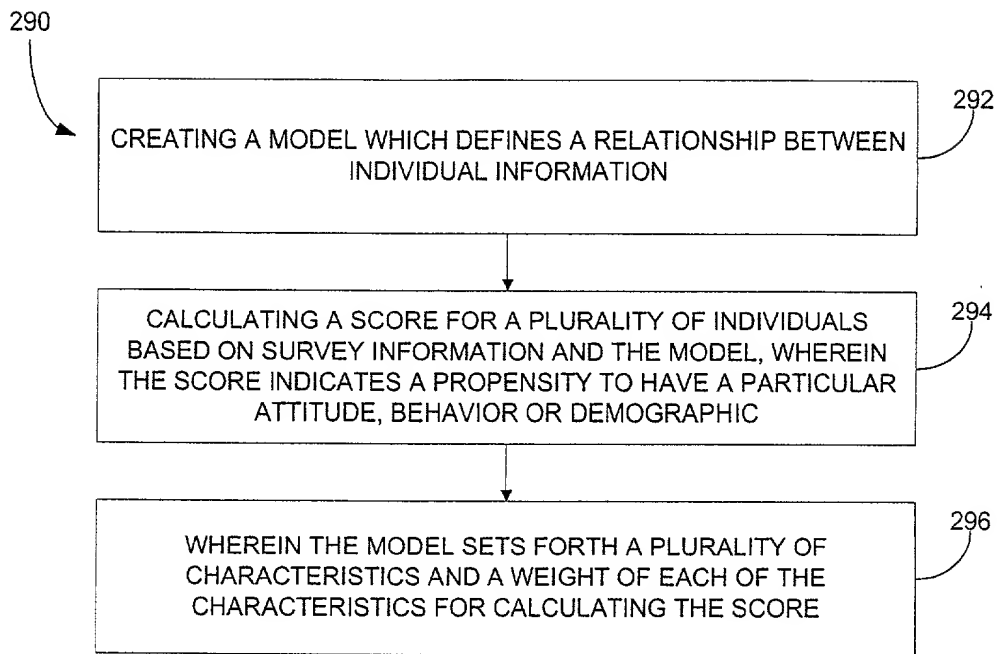 290
292
CREATING A MODEL WHICH DEFINES A RELATIONSHIP BETWEEN
INDIVIDUAL INFORMATION
294
CALCULATING A SCORE FOR A PLURALITY OF INDIVIDUALS
BASED ON SURVEY INFORMATION AND THE MODEL, WHEREIN
THE SCORE INDICATES A PROPENSITY TO HAVE A PARTICULAR
ATTITUDE, BEHAVIOR OR DEMOGRAPHIC
296
WHEREIN THE MODEL SETS FORTH A PLURALITY OF
CHARACTERISTICS AND A WEIGHT OF EACH OF THE
CHARACTERISTICS FOR CALCULATING THE SCORE